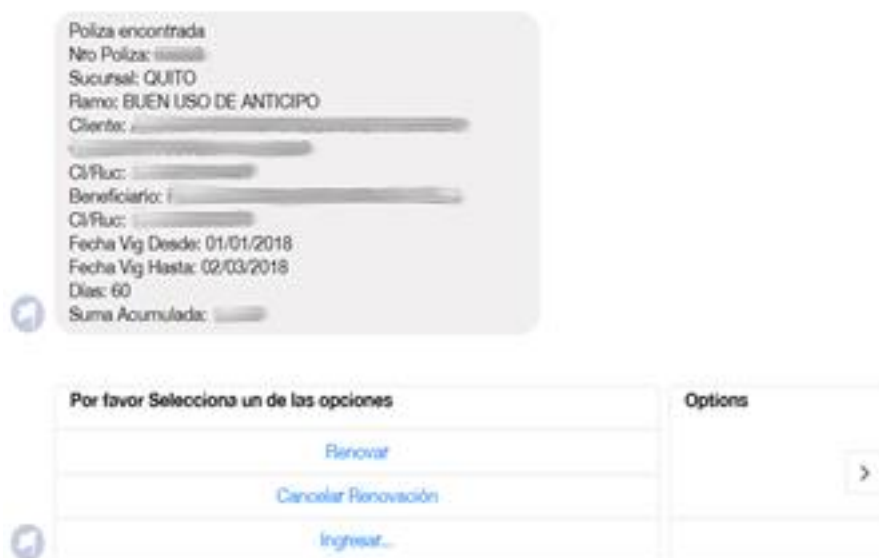 Poliza encontrada
Nro Poliza:
Sucursal: QUITO
Ramo: BUEN USO DE ANTICIPO
Cliente:
CI/Ruc:
Beneficiario:
CI/Ruc:
Fecha Vig Desde: 01/01/2018
Fecha Vig Hasta: 02/03/2018
Dias: 60
Suma Acumulada:
Por favor Selecciona un de las opciones
Options
Renovar
Cancelar Renovación
Ingresar...